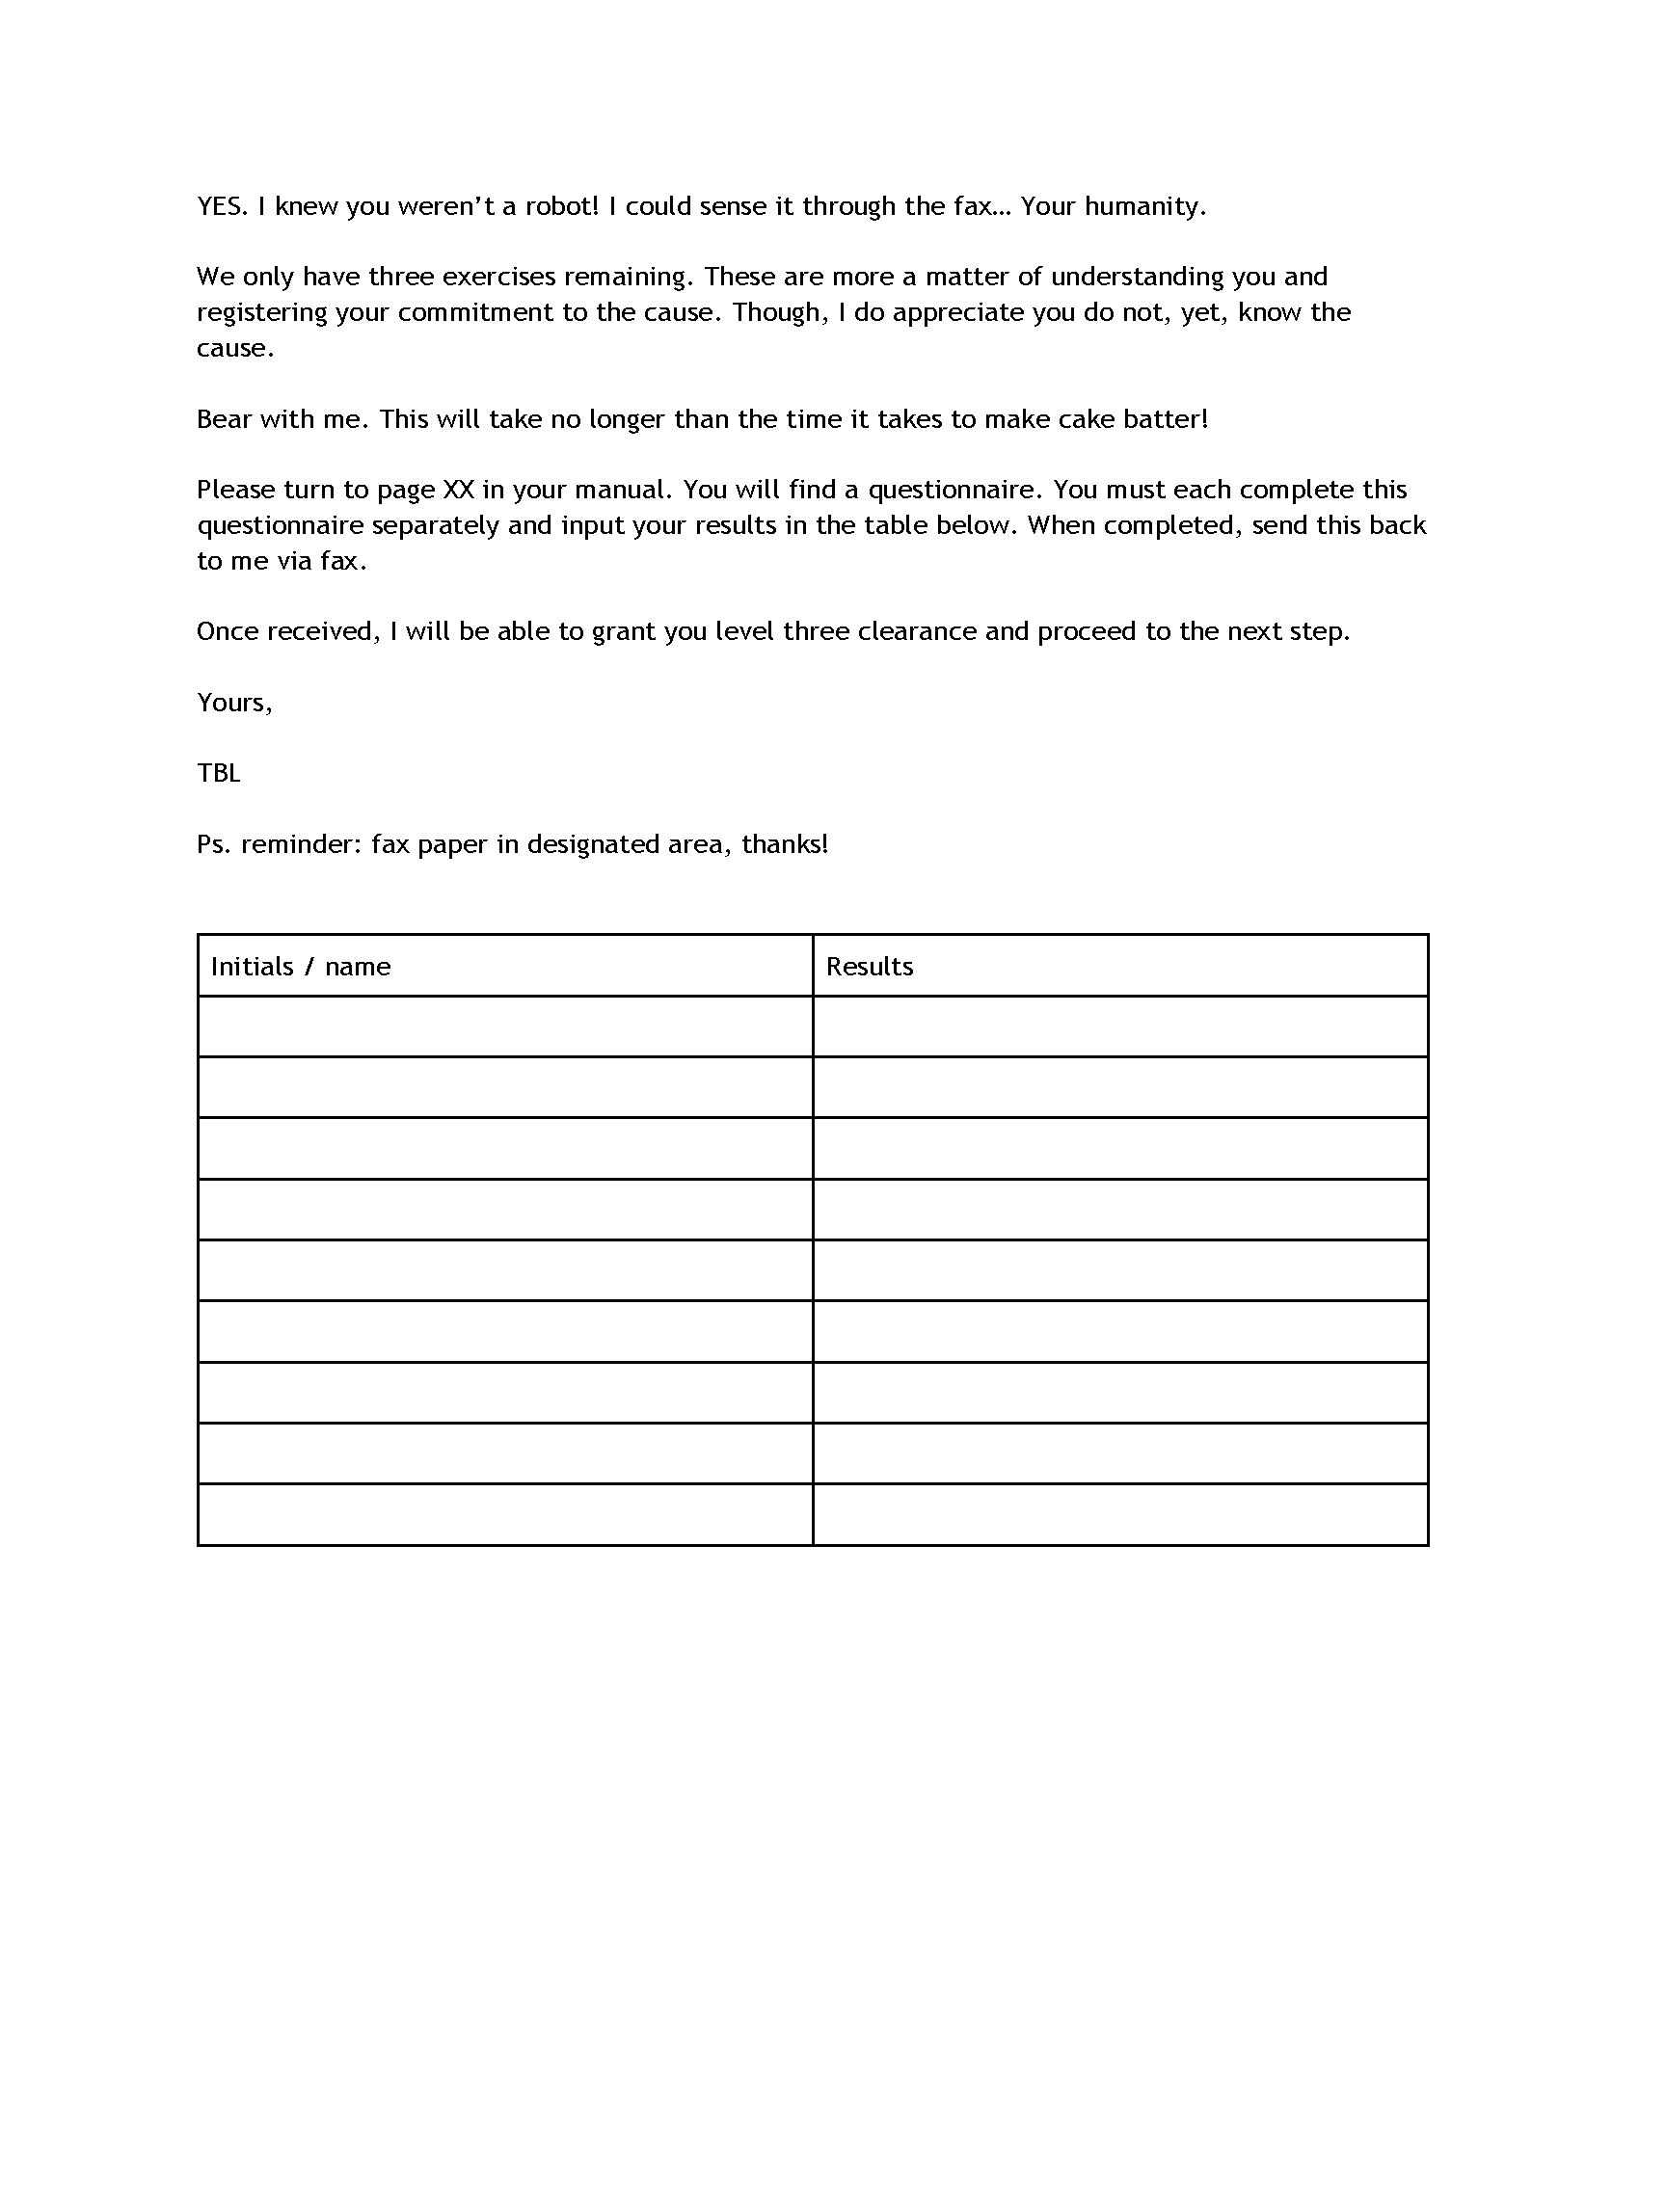 YES. I knew you weren’t a robot! I could sense it through the fax… Your humanity.
We only have three exercises remaining. These are more a matter of understanding you and
registering your commitment to the cause. Though, I do appreciate you do not, yet, know the
cause.
Bear with me. This will take no longer than the time it takes to make cake batter!
Please turn to page XX in your manual. You will find a questionnaire. You must each complete this
questionnaire separately and input your results in the table below. When completed, send this back
to me via fax.
Once received, I will be able to grant you level three clearance and proceed to the next step.
Yours,
TBL
Ps. reminder: fax paper in designated area, thanks!
Initials / name Results